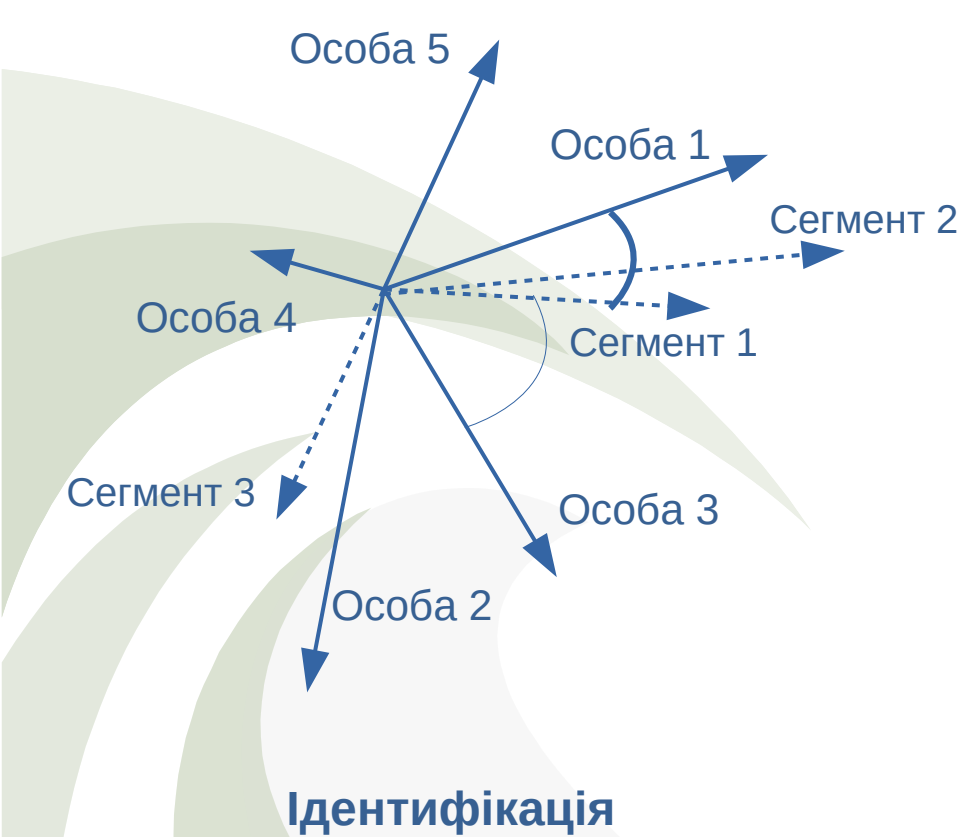 Особа 5
Особа 1
Сегмент 2
Особа 4
Сегмент 1
Сегмент 3
Особа 3
Особа 2
Ідентифікація